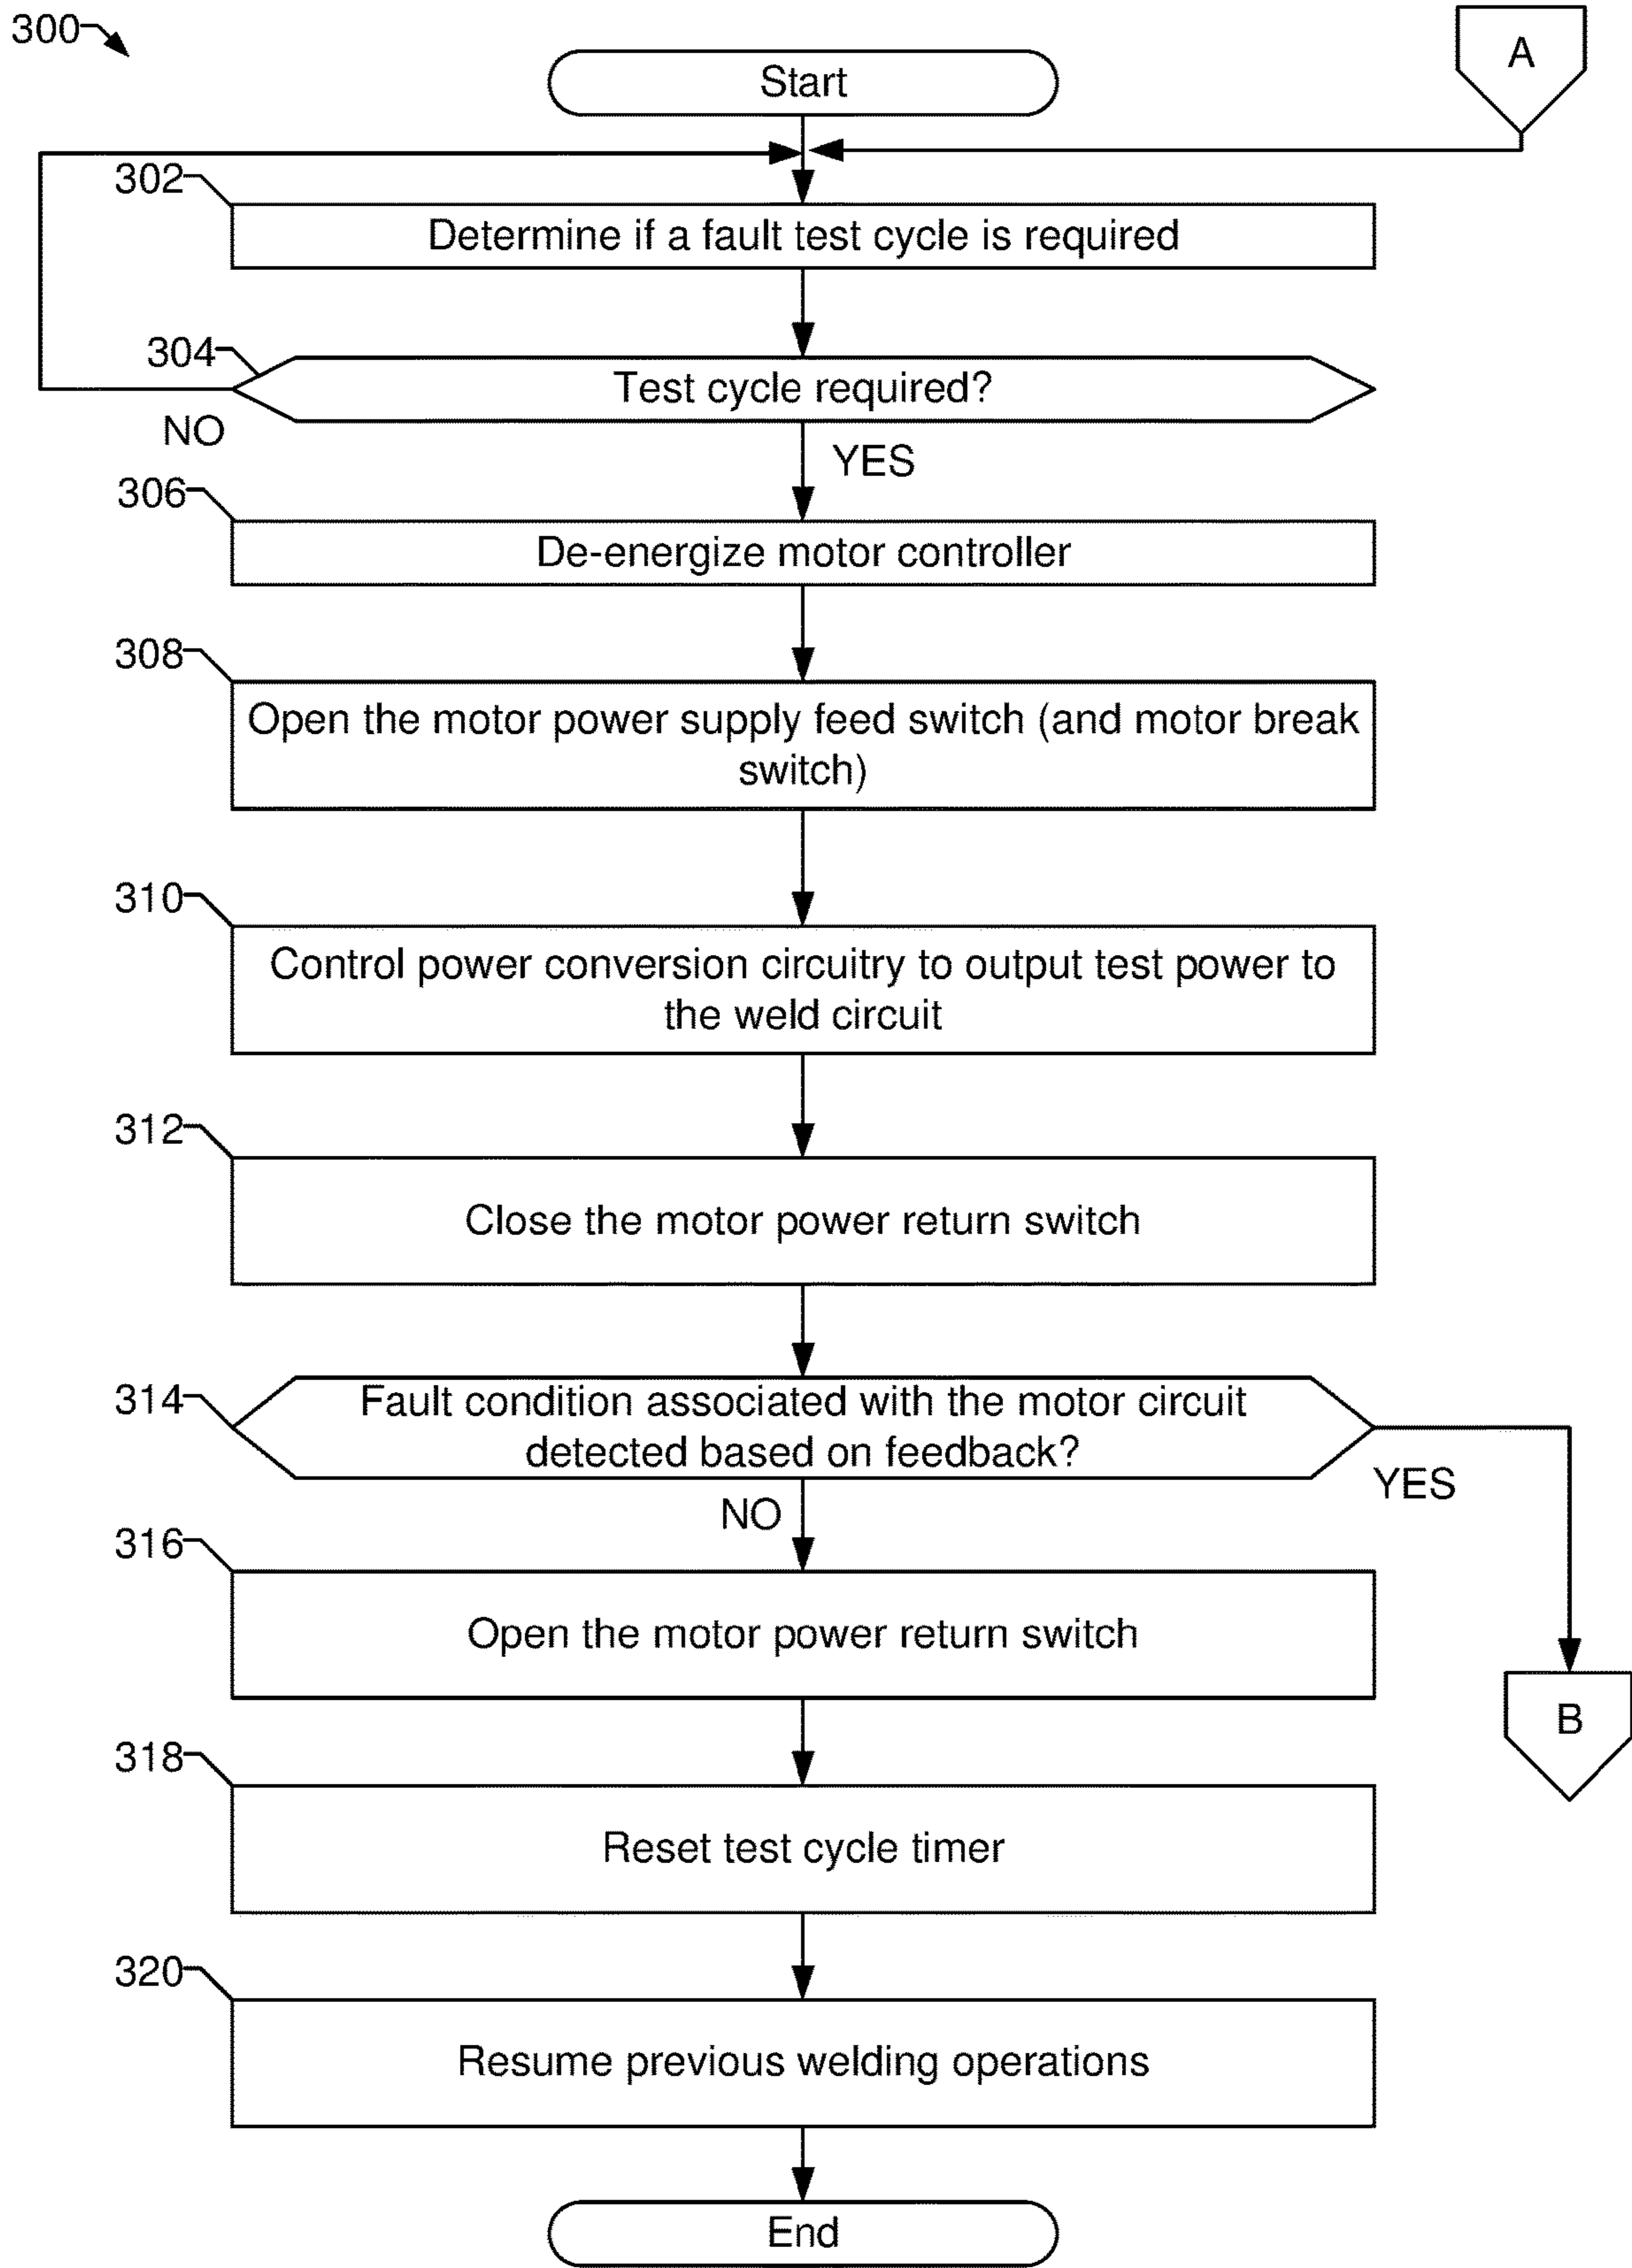 300
A
Start
302
Determine if a fault test cycle is required
304
Test cycle required?
NO
YES
306
De-energize motor controller
308
Open the motor power supply feed switch (and motor break
switch)
310
Control power conversion circuitry to output test power to
the weld circuit
312
Close the motor power return switch
314
Fault condition associated with the motor circuit
detected based on feedback?
YES
NO
316
Open the motor power return switch
B
318
Reset test cycle timer
320
Resume previous welding operations
End